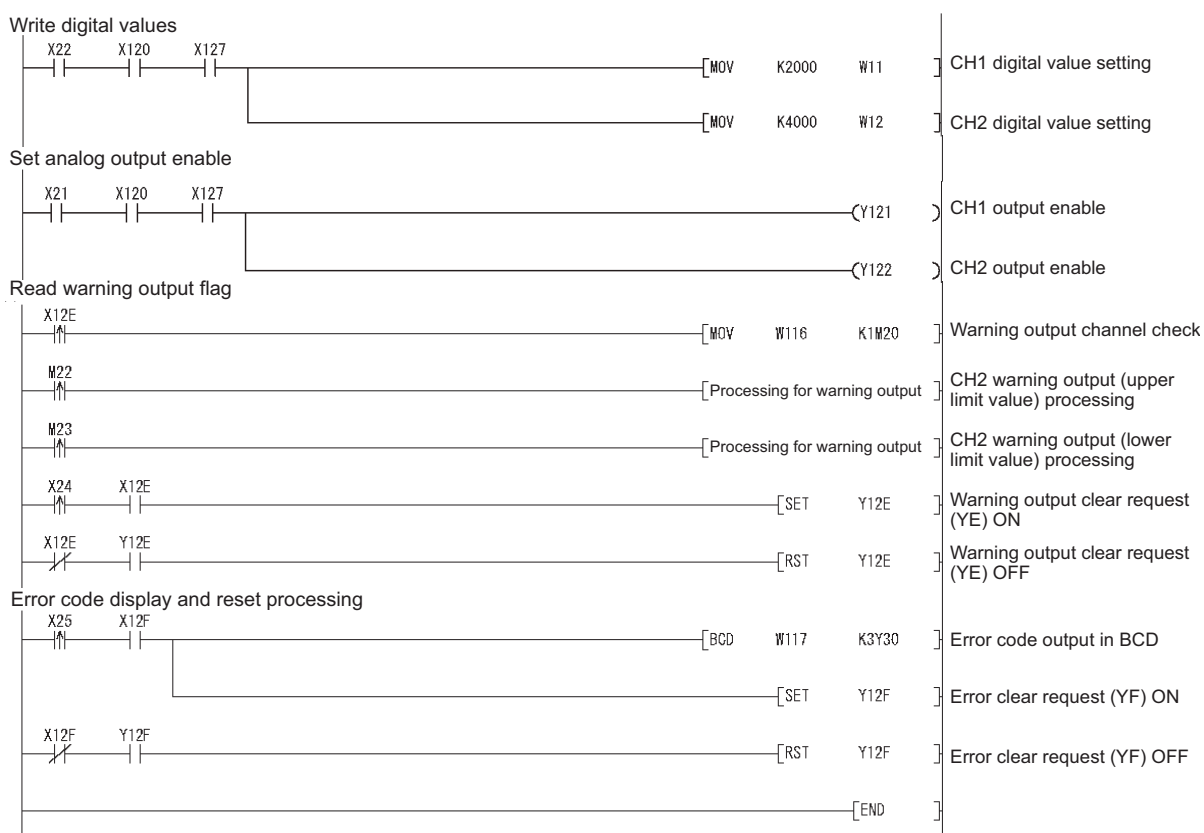 Write digital values
X22 X120 X127
MOV K2000 W11 CH1 digital value setting
MOV K4000 W12 CH2 digital value setting
Set analog output enable
X21 X120 X127
Y121 CH1 output enable
Y122 CH2 output enable
Read warning output flag
X12E
MOV W116 K1M20 Warning output channel check
M22
Processing for warning output CH2 warning output (upper
limit value) processing
M23
Processing for warning output CH2 warning output (lower
limit value) processing
X24 X12E
SET Y12E Warning output clear request
(YE) ON
X12E Y12E
RST Y12E Warning output clear request
(YE) OFF
Error code display and reset processing
X25 X12F
BCD W117 K3Y30 Error code output in BCD
SET Y12F Error clear request (YF) ON
X12F Y12F
RST Y12F Error clear request (YF) OFF
END